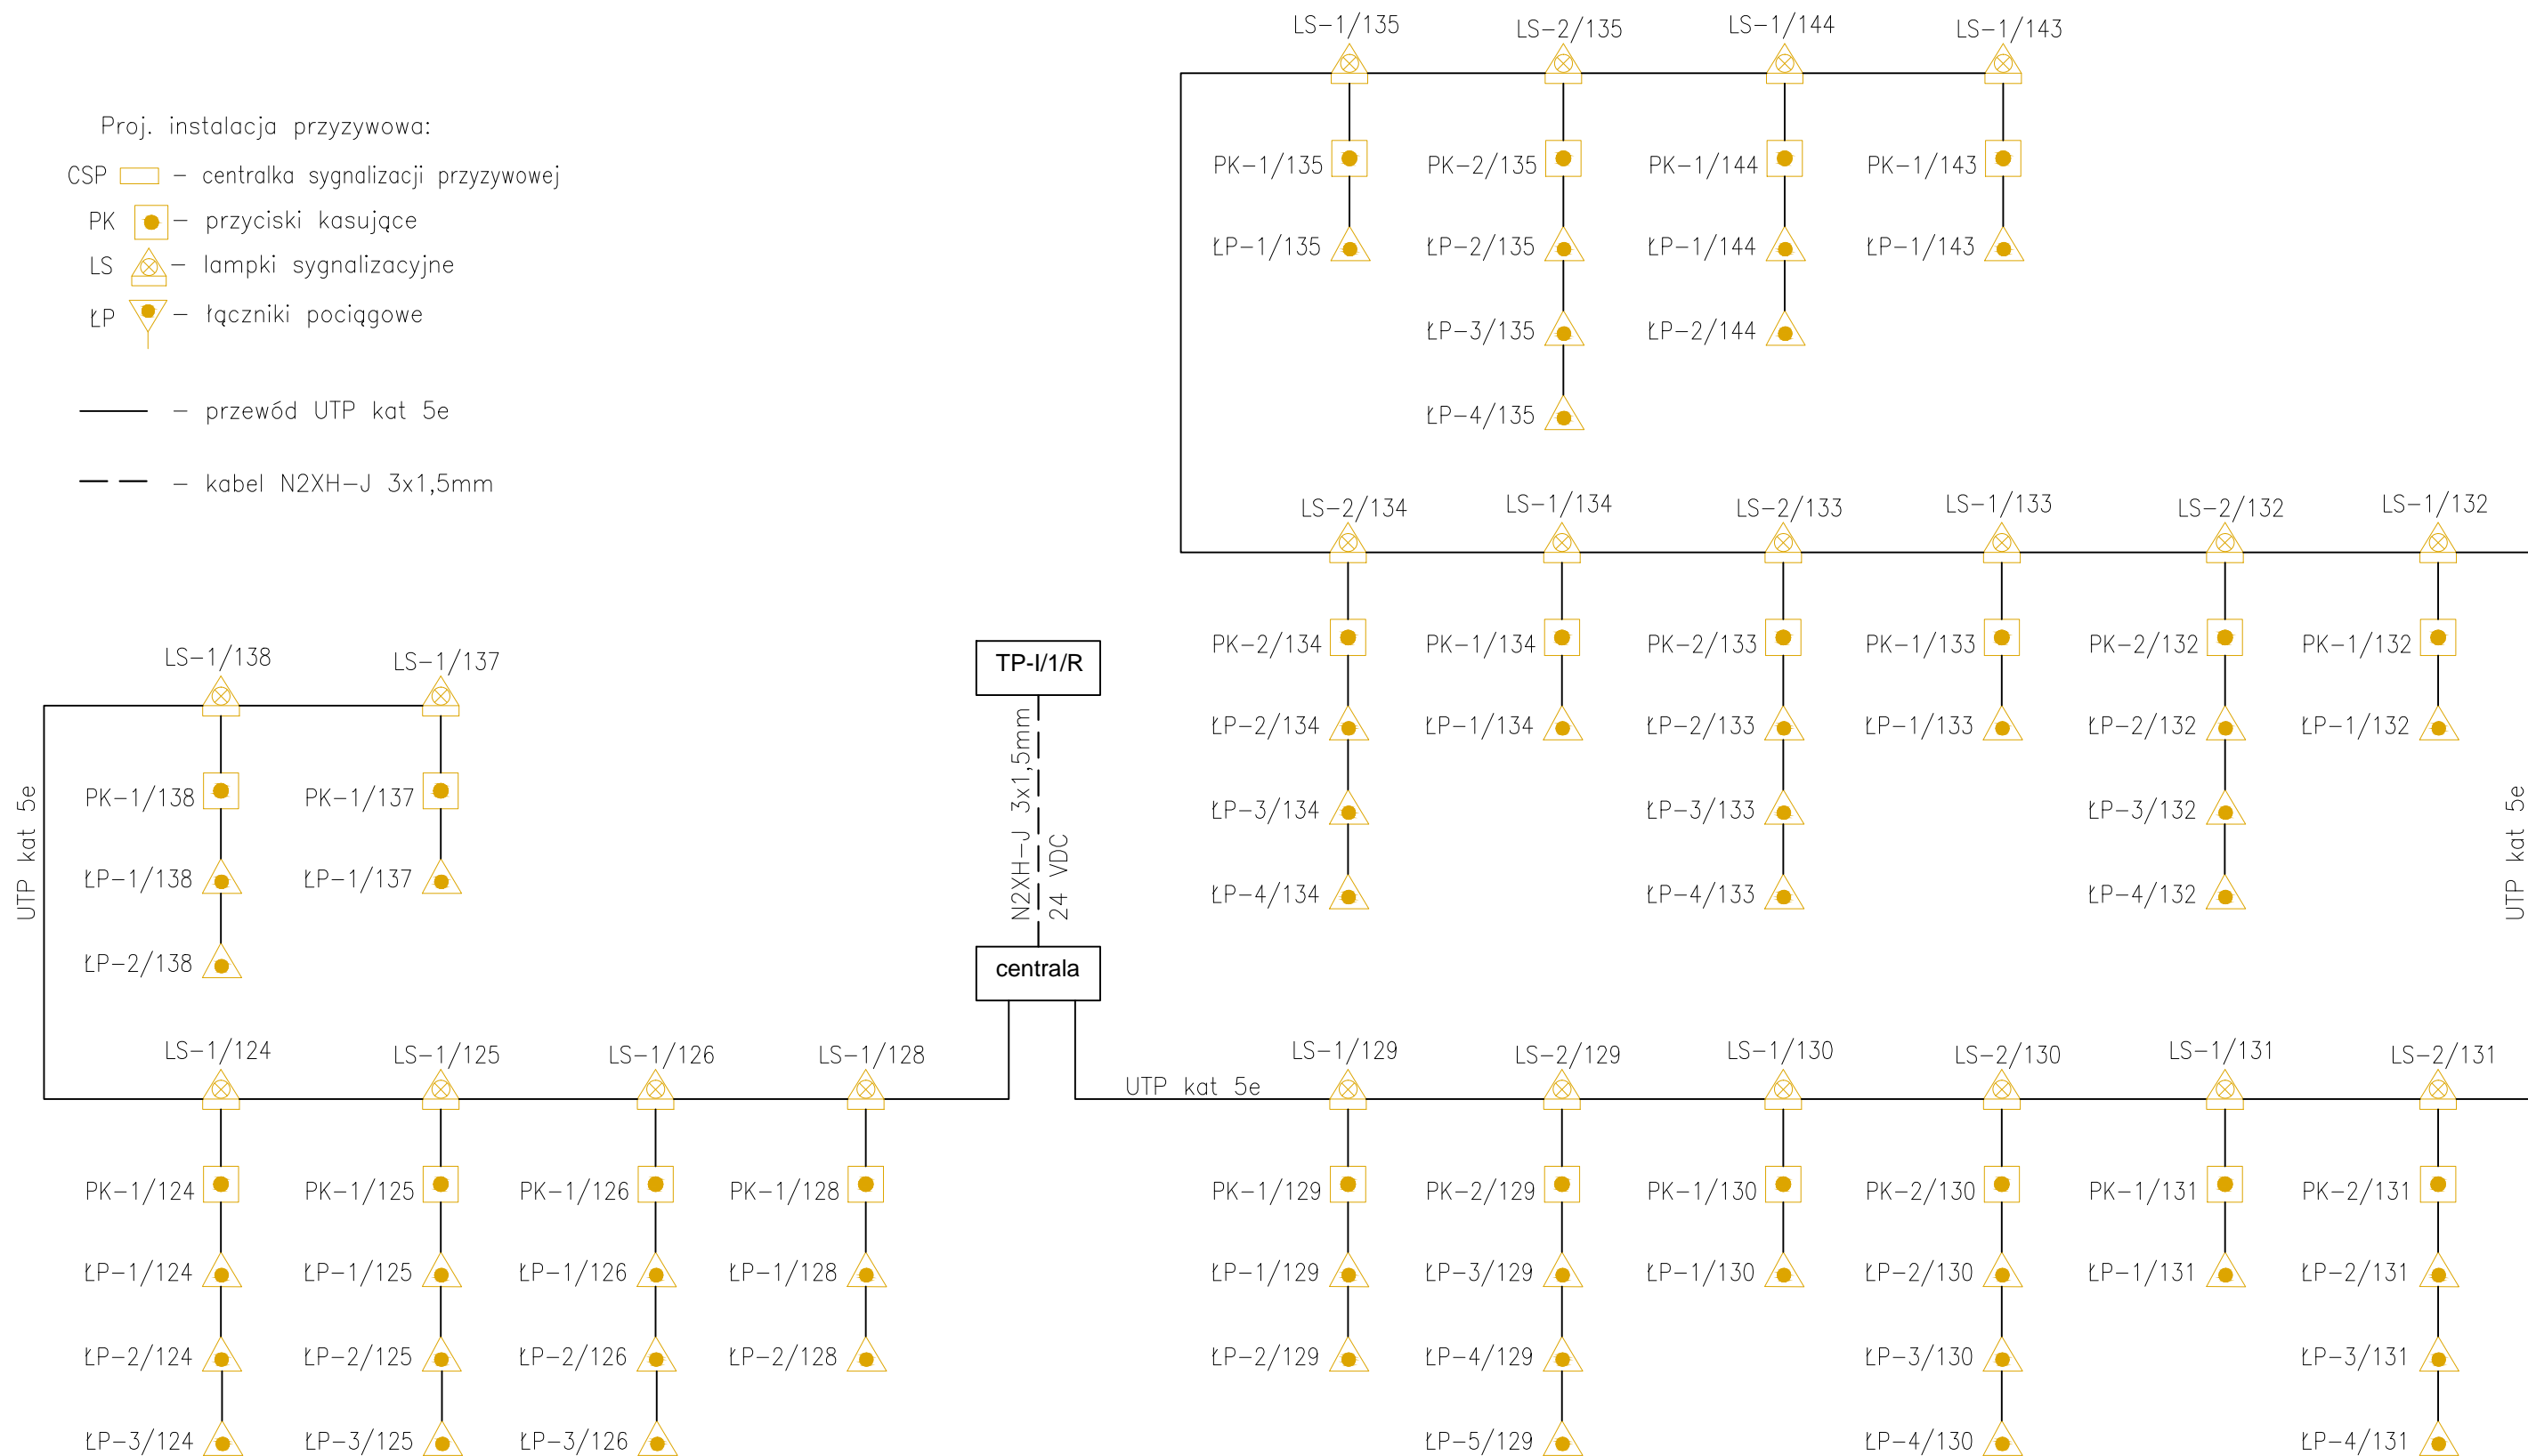 Proj. instalacja przyzywowa:
CSP – centralka sygnalizacji przyzywowej
PK – przyciski kasujące
LS – lampki sygnalizacyjne
ŁP – łączniki pociągowe
– przewód UTP kat 5e
– kabel N2XH-J 3x1,5mm
LS-1/135 LS-2/135 LS-1/144 LS-1/143
PK-1/135 PK-2/135 PK-1/144 PK-1/143
ŁP-1/135 ŁP-2/135 ŁP-1/144 ŁP-1/143
ŁP-3/135 ŁP-2/144
ŁP-4/135
LS-2/134 LS-1/134 LS-2/133 LS-1/133 LS-2/132 LS-1/132
PK-2/134 PK-1/134 PK-2/133 PK-1/133 PK-2/132 PK-1/132
ŁP-2/134 ŁP-1/134 ŁP-2/133 ŁP-1/133 ŁP-2/132 ŁP-1/132
ŁP-3/134 ŁP-3/133 ŁP-3/132
ŁP-4/134 ŁP-4/133 ŁP-4/132
UTP kat 5e
LS-1/138 LS-1/137
PK-1/138 PK-1/137
ŁP-1/138 ŁP-1/137
ŁP-2/138
UTP kat 5e
TP-I/1/R
N2XH-J 3x1,5mm
24 VDC
centrala
LS-1/124 LS-1/125 LS-1/126 LS-1/128
PK-1/124 PK-1/125 PK-1/126 PK-1/128
ŁP-1/124 ŁP-1/125 ŁP-1/126 ŁP-1/128
ŁP-2/124 ŁP-2/125 ŁP-2/126 ŁP-2/128
ŁP-3/124 ŁP-3/125 ŁP-3/126
UTP kat 5e
LS-1/129 LS-2/129 LS-1/130 LS-2/130 LS-1/131 LS-2/131
PK-1/129 PK-2/129 PK-1/130 PK-2/130 PK-1/131 PK-2/131
ŁP-1/129 ŁP-3/129 ŁP-1/130 ŁP-2/130 ŁP-1/131 ŁP-2/131
ŁP-2/129 ŁP-4/129 ŁP-3/130 ŁP-3/131
ŁP-5/129 ŁP-4/130 ŁP-4/131